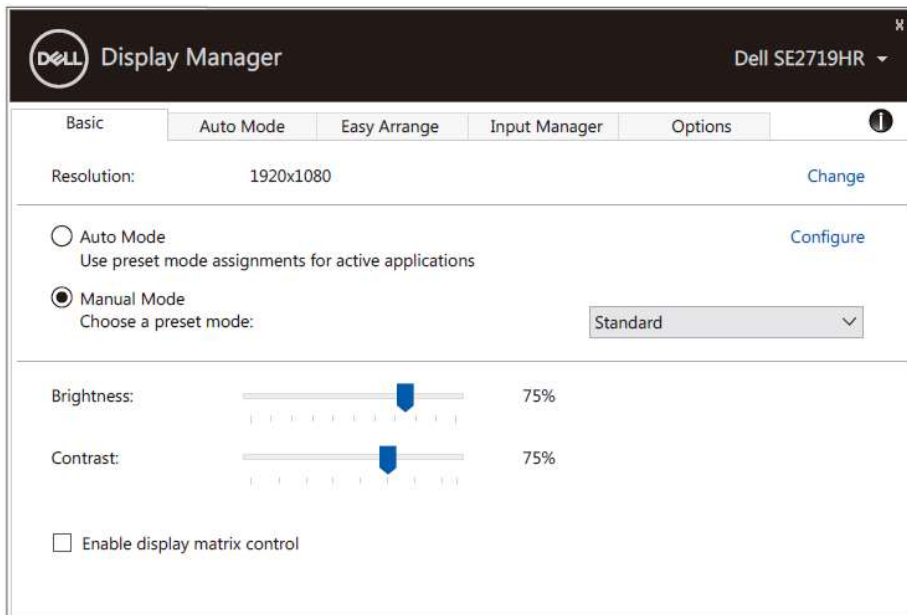 DELL Display Manager Dell SE2719HR
Basic Auto Mode Easy Arrange Input Manager Options
Resolution: 1920x1080 Change
Auto Mode Configure
Use preset mode assignments for active applications
Manual Mode
Choose a preset mode: Standard
Brightness: 75%
Contrast: 75%
Enable display matrix control